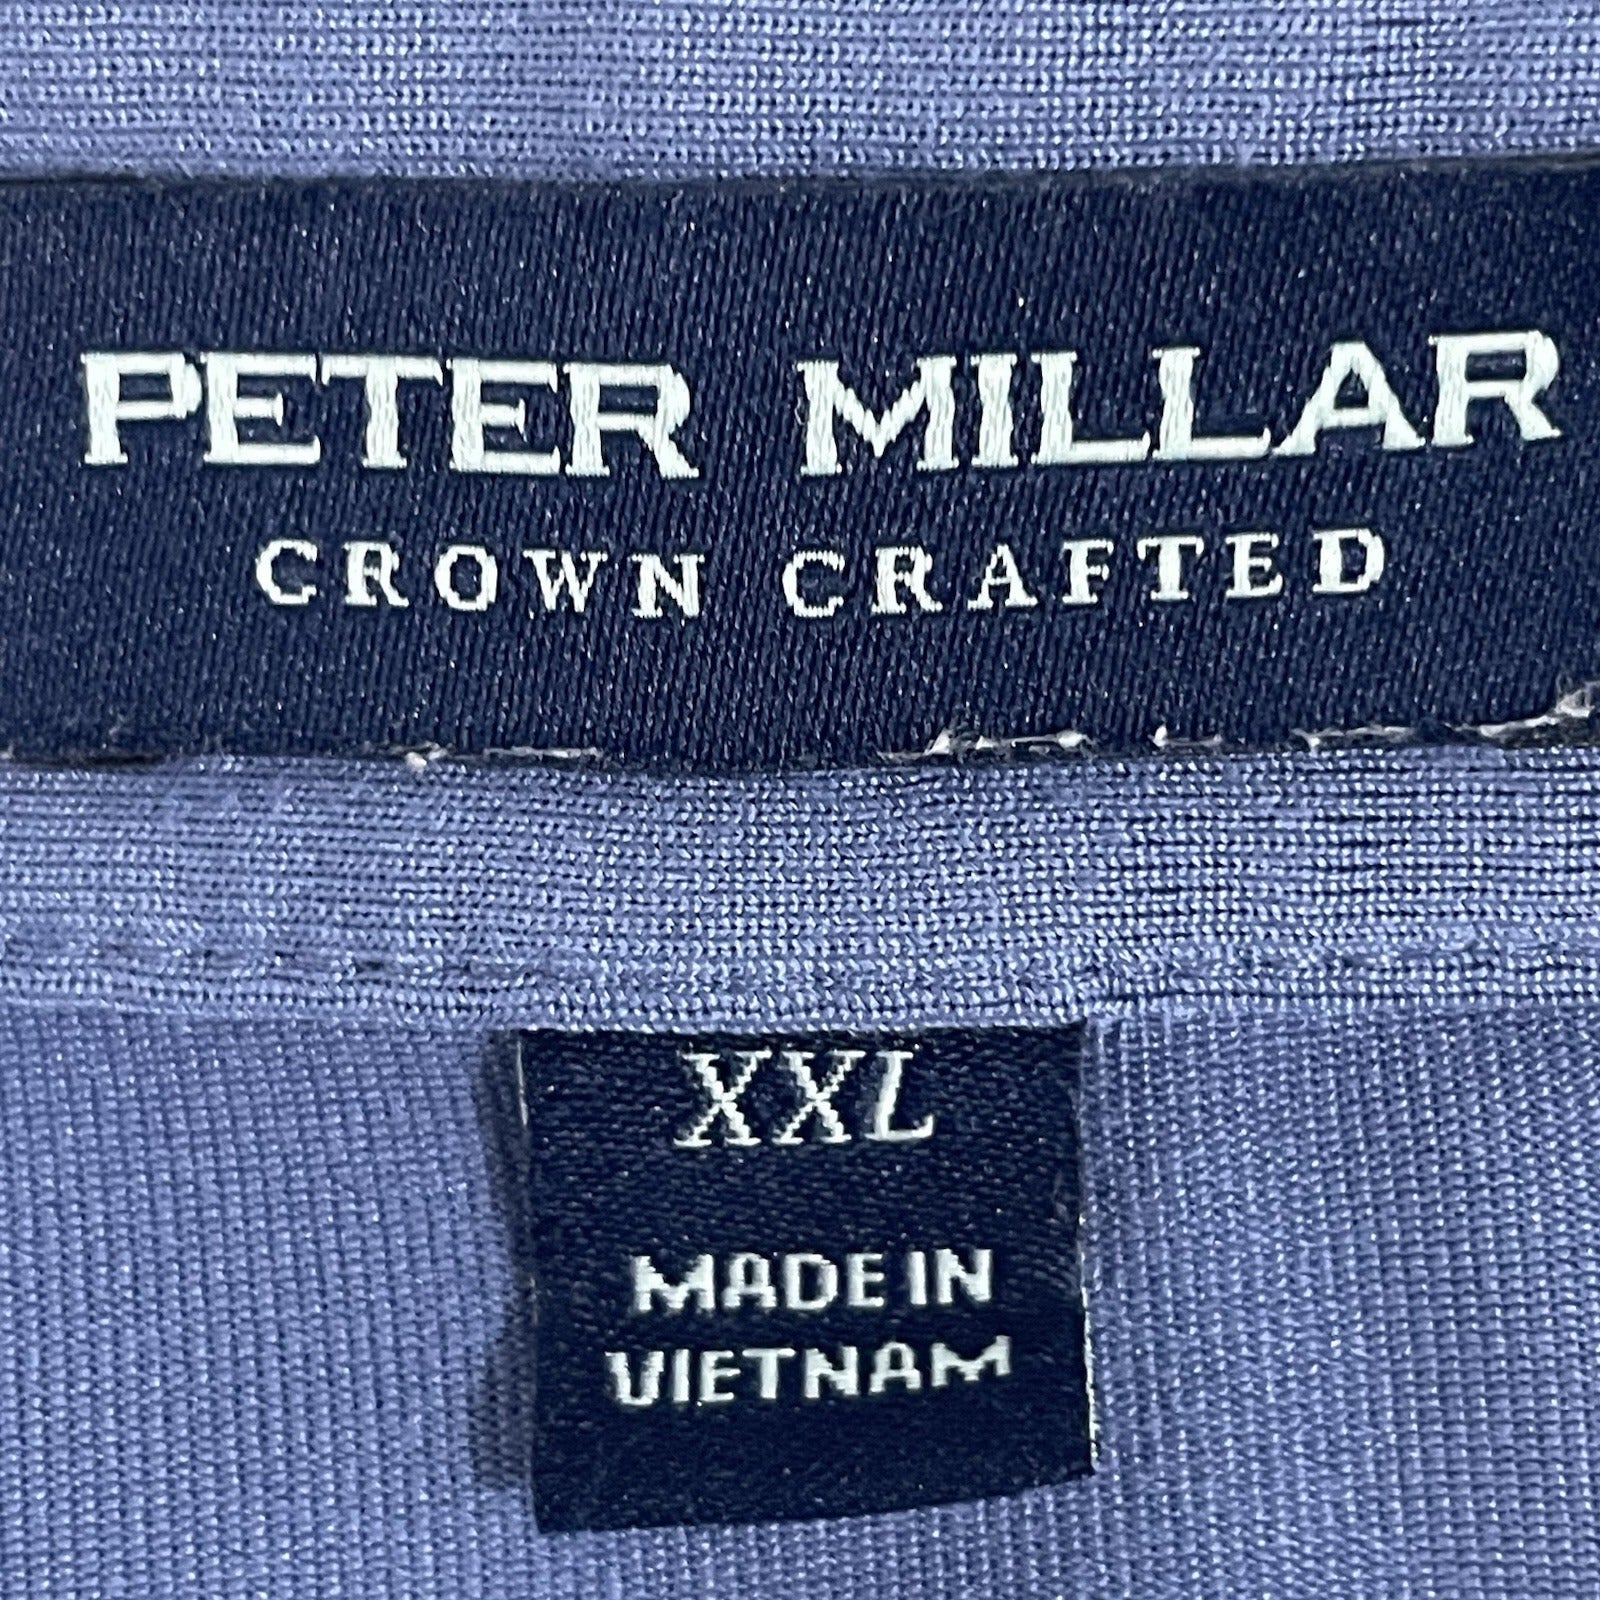 PETER MILLAR
CROWN CRAFTED
XXL
MADE IN
VIETNAM